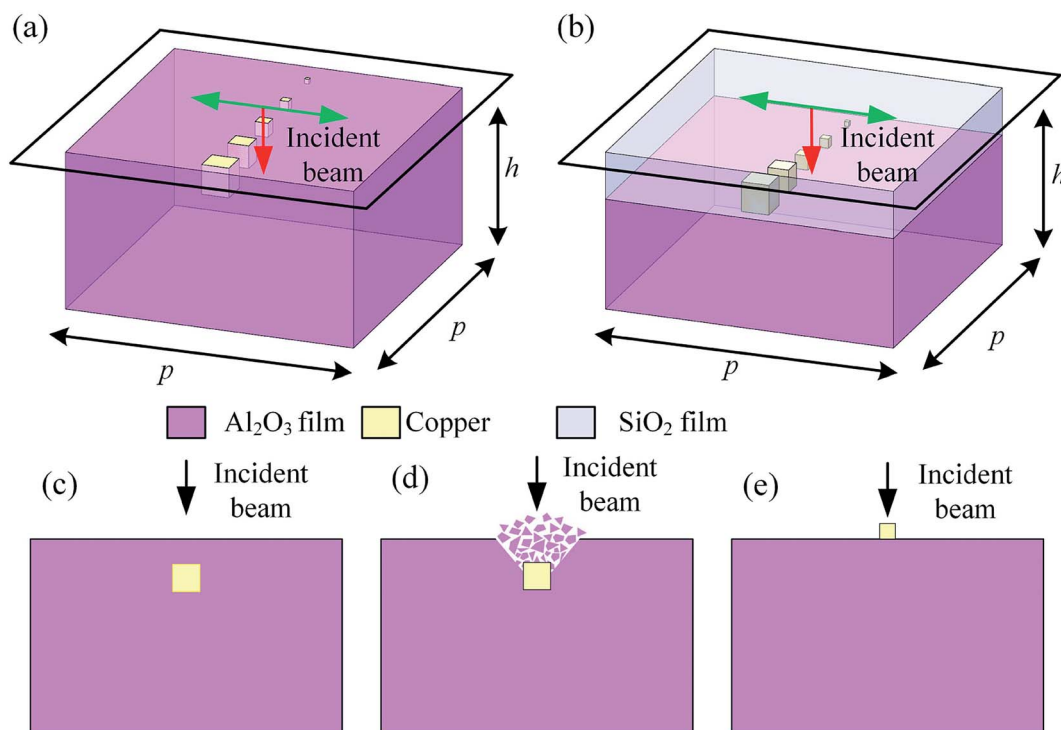 (a)
(b)
Incident
beam
h
p
p
Incident
beam
h
p
p
Al₂O₃ film
Copper
SiO₂ film
(c)
Incident
beam
(d)
Incident
beam
(e)
Incident
beam